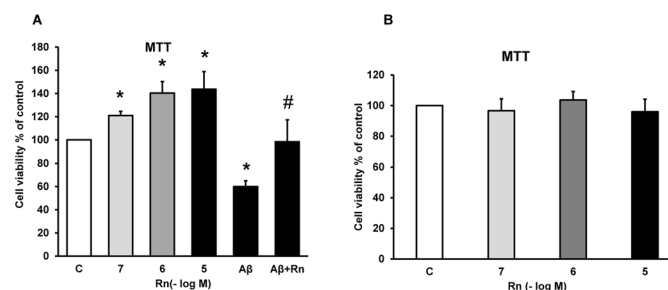 A
MTT
Cell viability % of control
180
160
140
120
100
80
60
40
20
0
*
*
*
*
#
C
7
6
5
Aβ
Aβ+Rn
Rn(- log M)
B
MTT
Cell viability % of control
120
100
80
60
40
20
0
C
7
6
5
Rn(- log M)